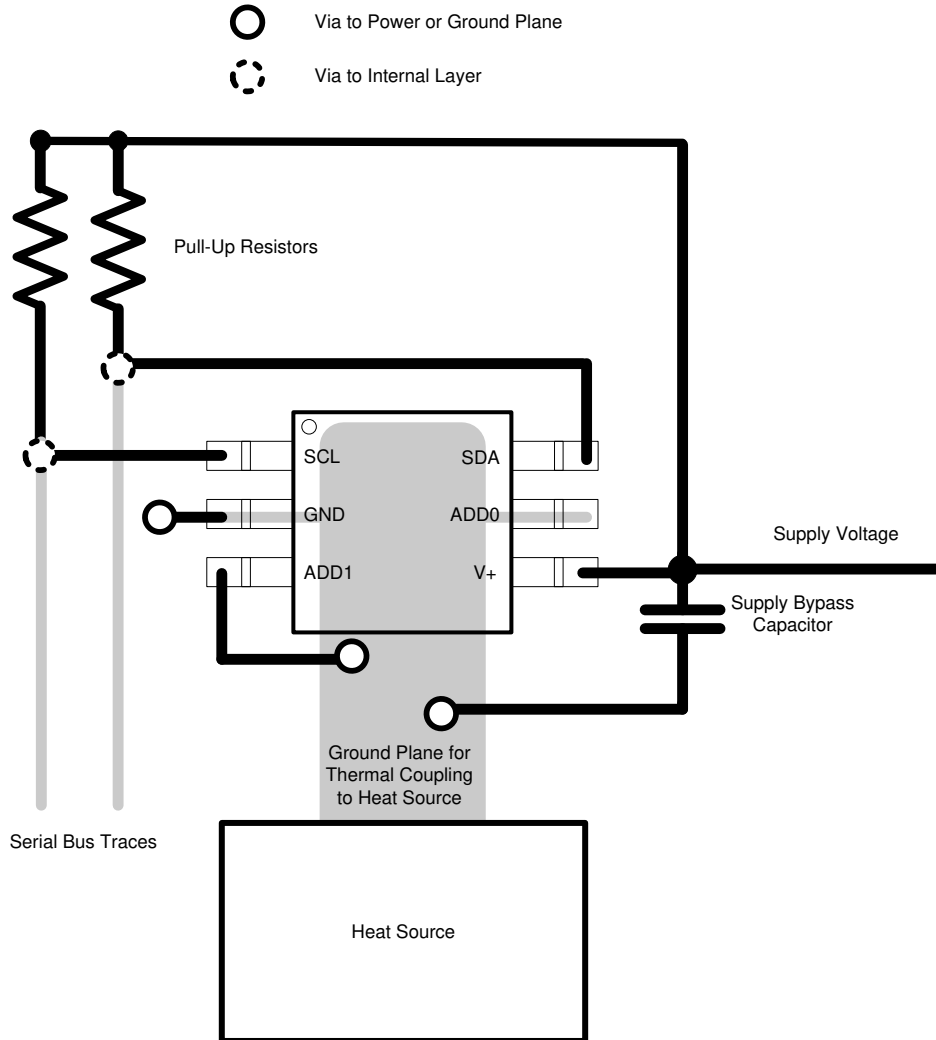 Via to Power or Ground Plane
Via to Internal Layer
Pull-Up Resistors
SCL
SDA
GND
ADD0
ADD1
V+
Supply Voltage
Supply Bypass
Capacitor
Ground Plane for
Thermal Coupling
to Heat Source
Serial Bus Traces
Heat Source